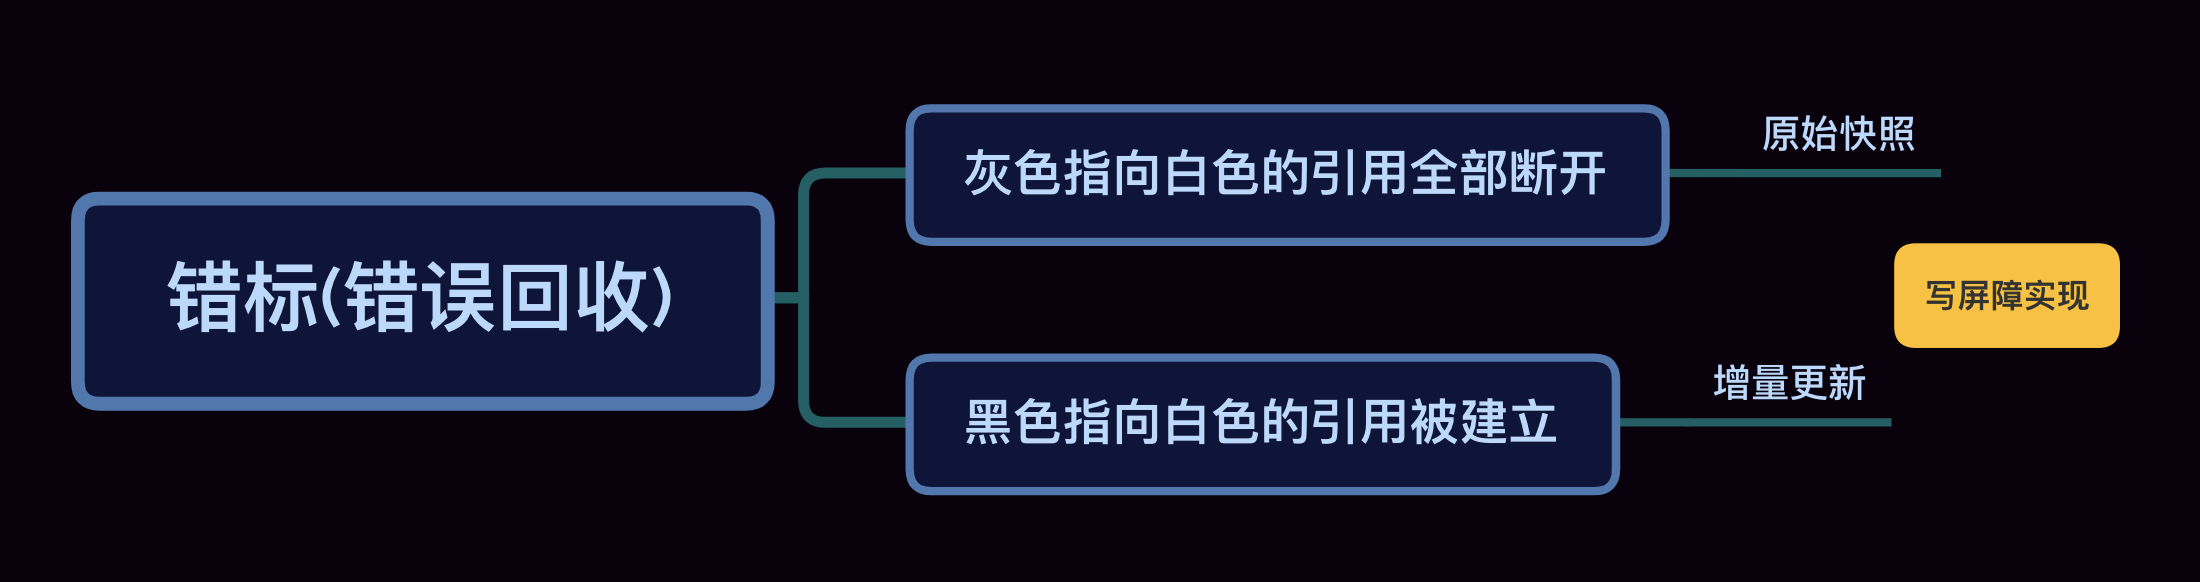 错标(错误回收)
灰色指向白色的引用全部断开
原始快照
黑色指向白色的引用被建立
增量更新
写屏障实现